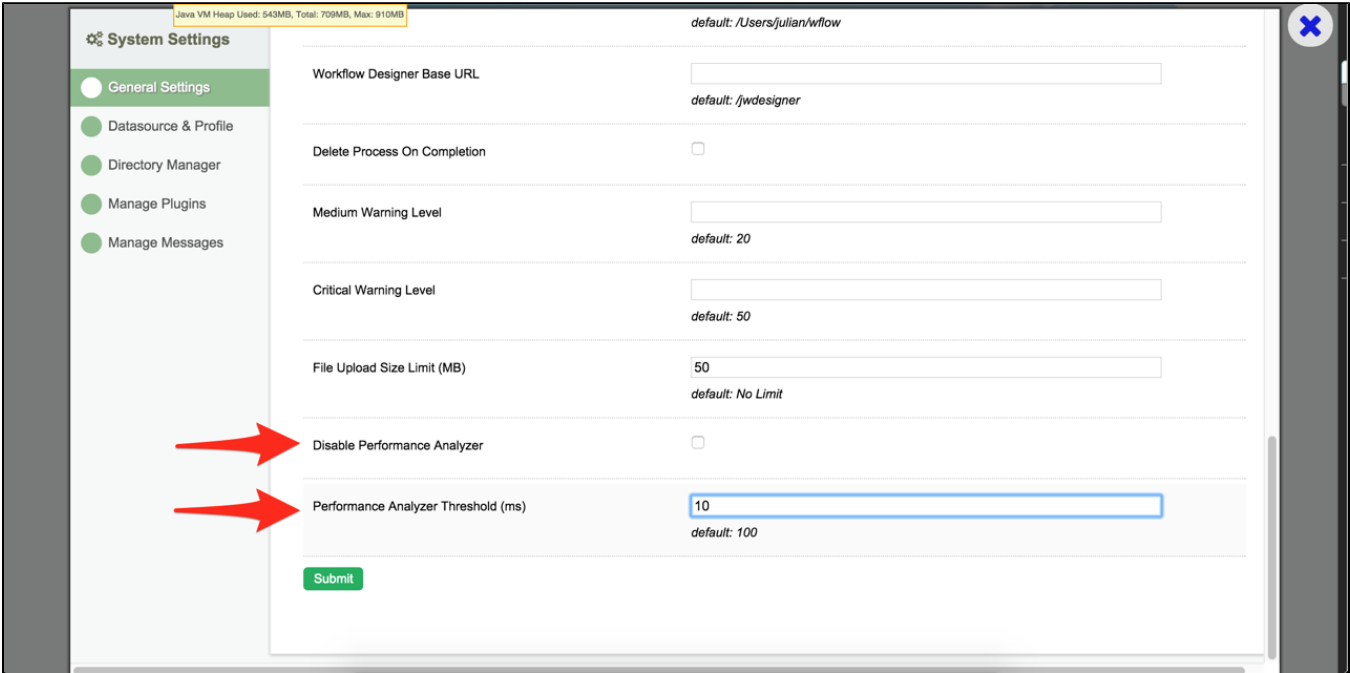 Java VM Heap Used: 543MB, Total: 709MB, Max: 910MB
System Settings
General Settings
Datasource & Profile
Directory Manager
Manage Plugins
Manage Messages
default: /Users/julian/wflow
Workflow Designer Base URL
default: /jwdesigner
Delete Process On Completion
Medium Warning Level
default: 20
Critical Warning Level
default: 50
File Upload Size Limit (MB)
50
default: No Limit
Disable Performance Analyzer
Performance Analyzer Threshold (ms)
10
default: 100
Submit